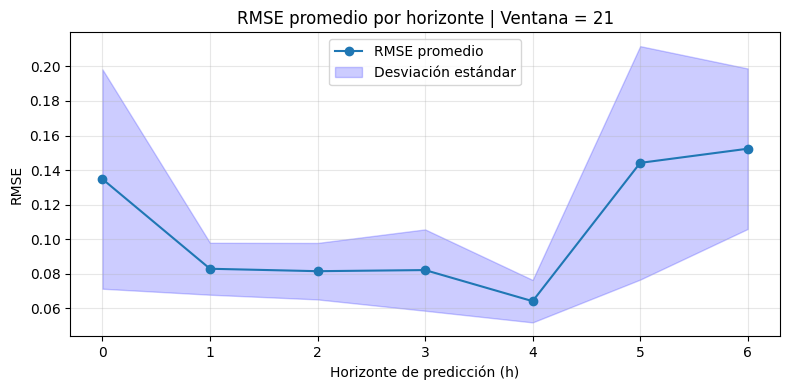 RMSE promedio por horizonte | Ventana = 21
RMSE promedio
Desviación estándar
RMSE
0.20
0.18
0.16
0.14
0.12
0.10
0.08
0.06
0 1 2 3 4 5 6
Horizonte de predicción (h)